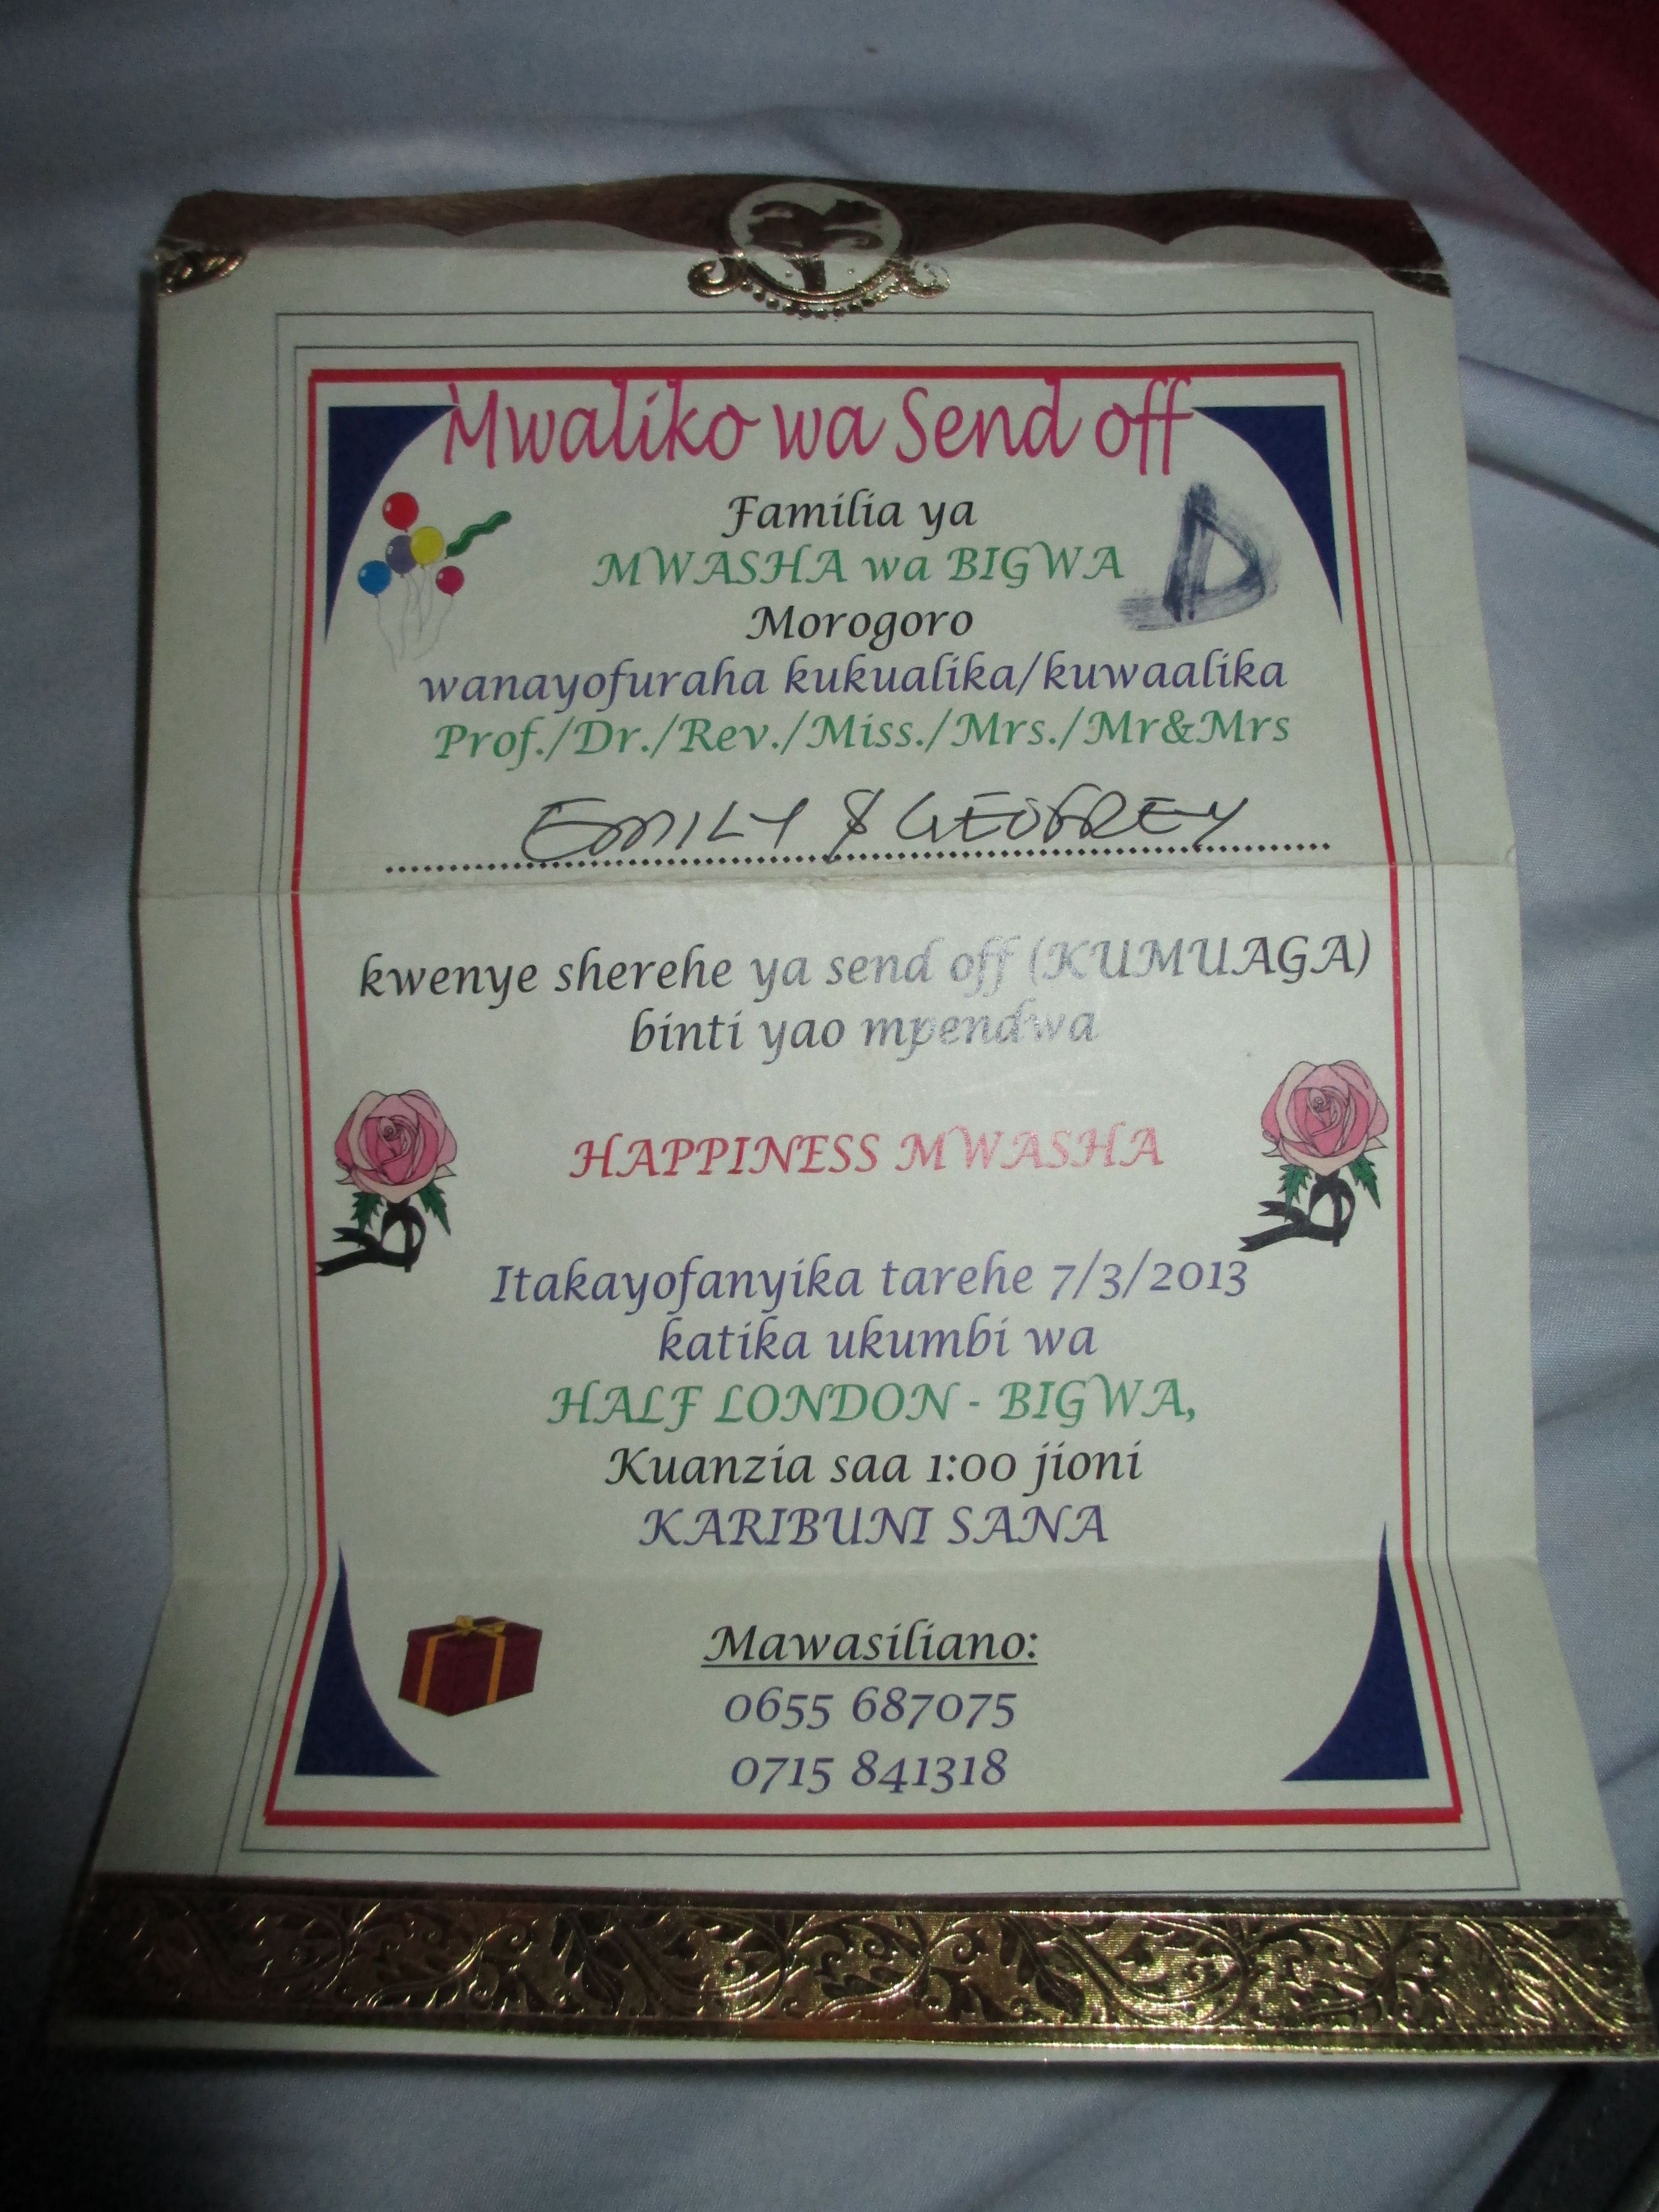 Mwaliko wa Send off
Familia ya
MWASHA wa BIGWA
D
Morogoro
wanayofuraha kukualika/kuwaalika
Prof./Dr./Rev./Miss./Mrs./Mr&Mrs
EMILY & GEOFREY
kwenye sherehe ya send off (KUMUAGA)
binti yao mpendwa
HAPPINESS MWASHA
Itakayofanyika tarehe 7/3/2013
katika ukumbi wa
HALF LONDON - BIGWA,
Kuanzia saa 1:00 jioni
KARIBUNI SANA
Mawasiliano:
0655 687075
0715 841318